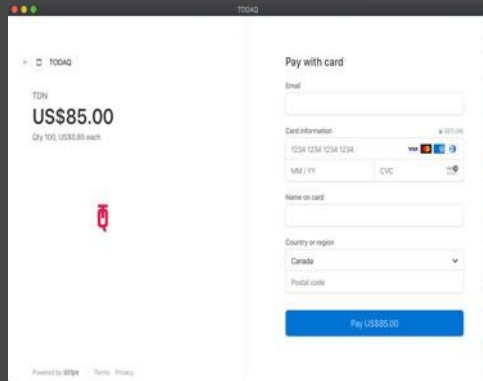 TODAQ
TODAQ
TDN
US$85.00
Qty 100, US$0.85 each
Powered by stripe
Terms Privacy
Pay with card
Email
Card information
SECURE
1234 1234 1234 1234
VISA
MM / YY
CVC
Name on card
Country or region
Canada
Postal code
Pay US$85.00